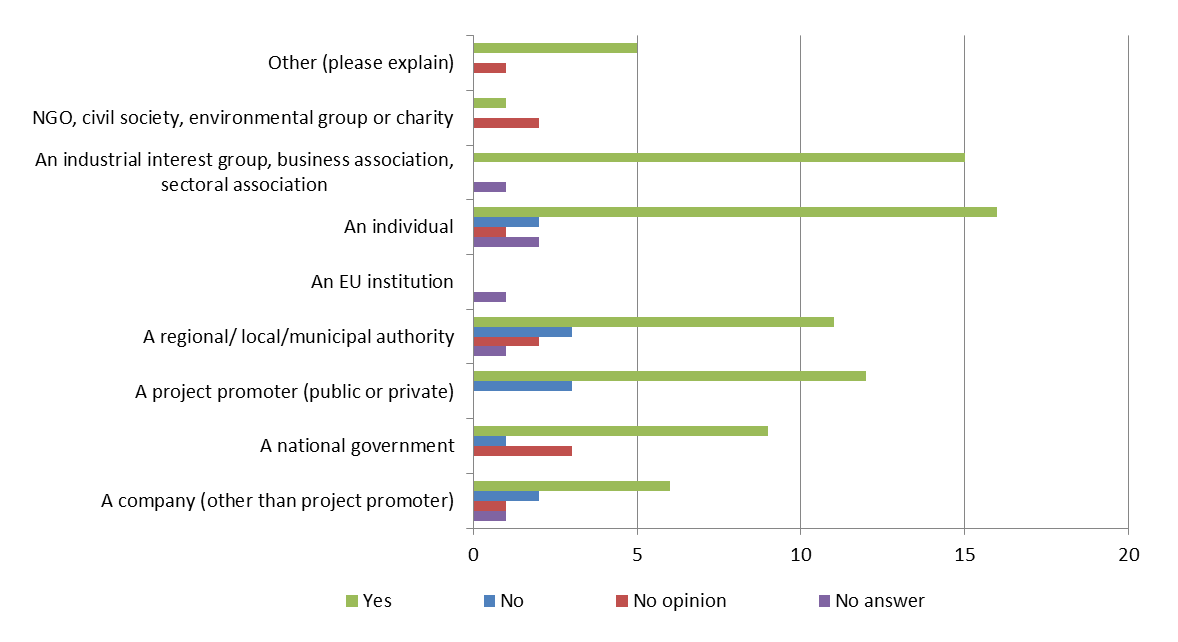 Other (please explain)
NGO, civil society, environmental group or charity
An industrial interest group, business association,
sectoral association
An individual
An EU institution
A regional/ local/municipal authority
A project promoter (public or private)
A national government
A company (other than project promoter)
0 5 10 15 20
Yes No No opinion No answer